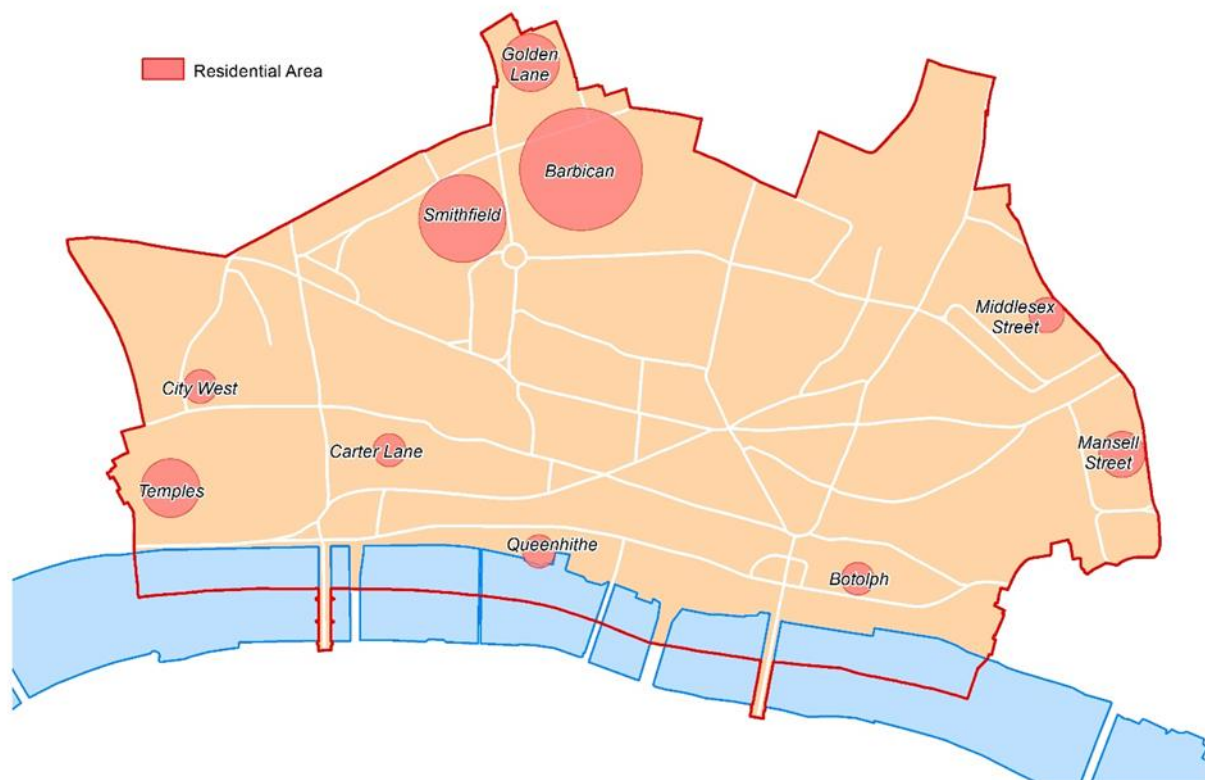 Golden
Lane
Residential Area
Barbican
Smithfield
Middlesex
Street
City West
Carter Lane
Mansell
Street
Temples
Queenhithe
Botolph